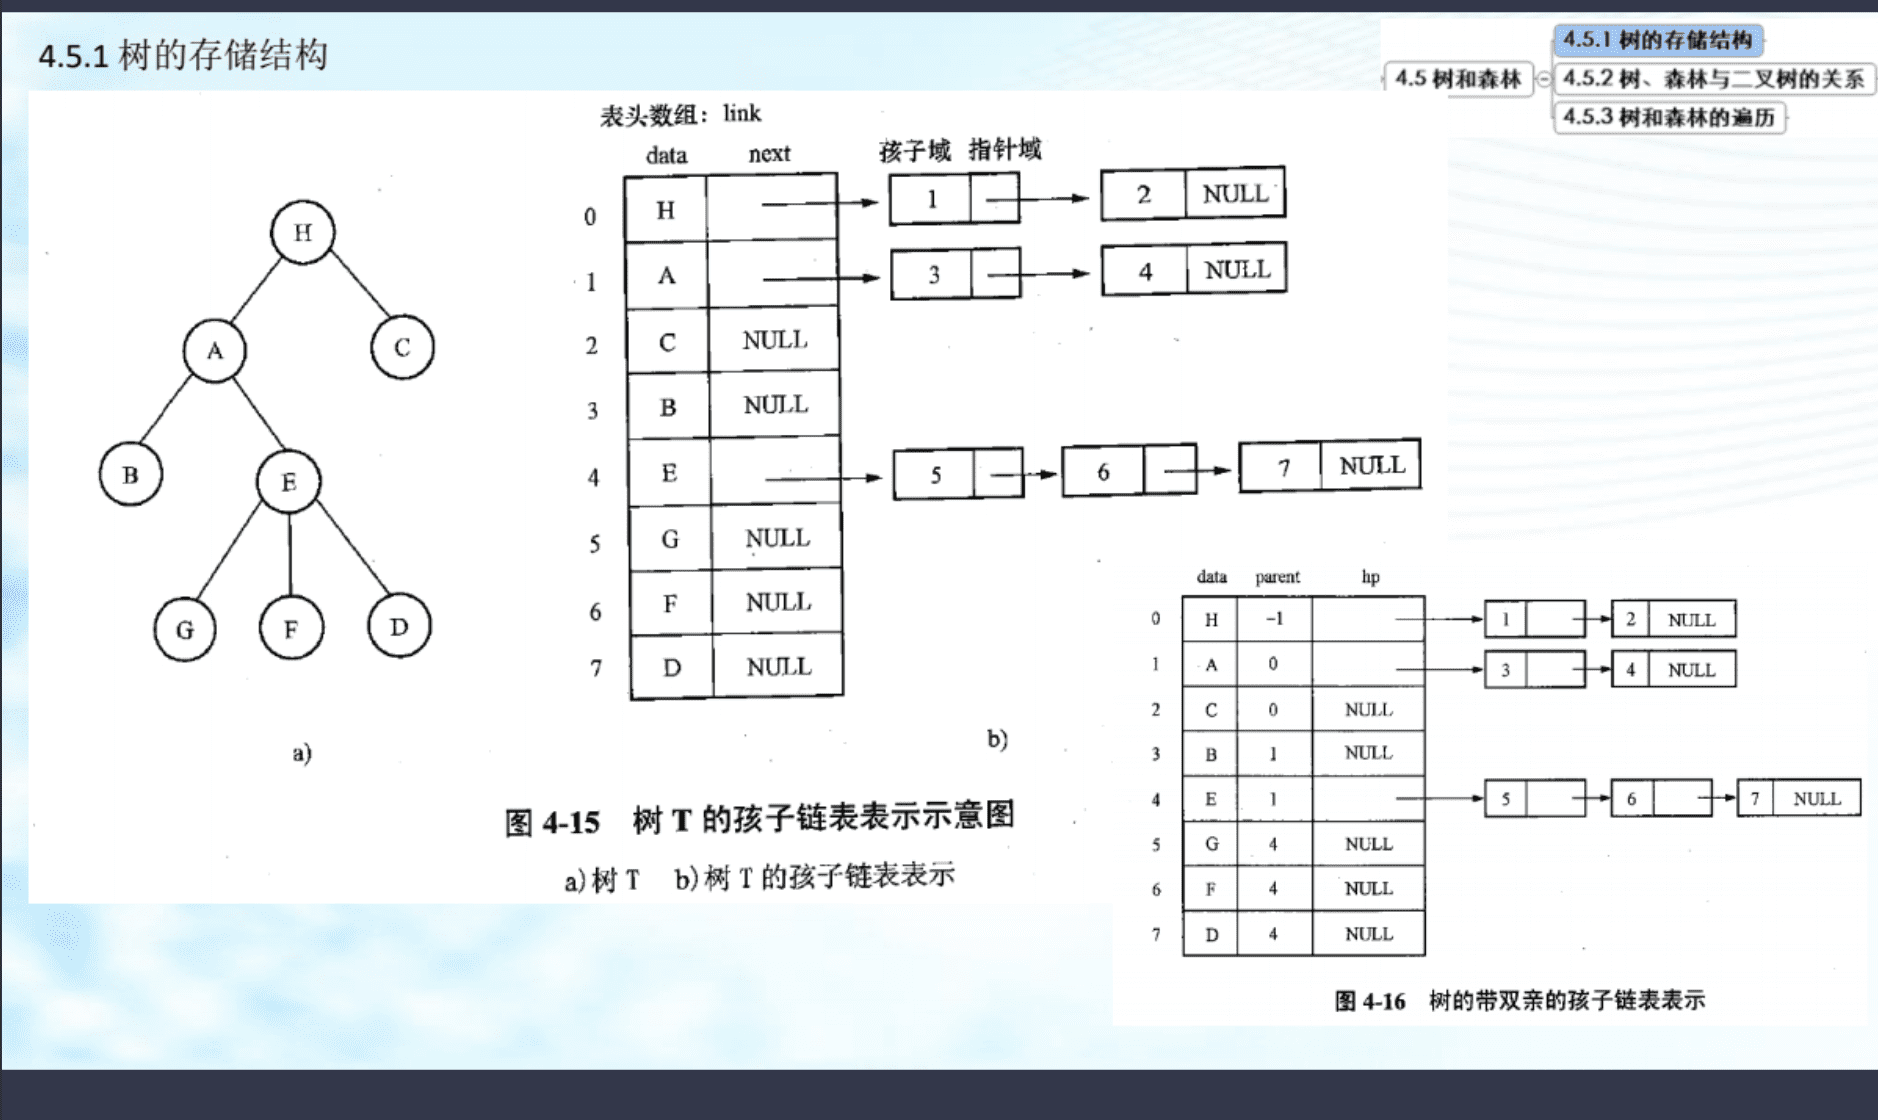 4.5.1 树的存储结构
4.5 树和森林
4.5.1 树的存储结构
4.5.2 树、森林与二叉树的关系
4.5.3 树和森林的遍历
H
A
C
B
E
G
F
D
a)
表头数组：link
data next 孩子域 指针域
0 H 1 2 NULL
1 A 3 4 NULL
2 C NULL
3 B NULL
4 E 5 6 7 NULL
5 G NULL
6 F NULL
7 D NULL
b)
图 4-15 树 T 的孩子链表表示示意图
a)树 T b)树 T 的孩子链表表示
data parent hp
0 H -1 1 2 NULL
1 A 0 3 4 NULL
2 C 0 NULL
3 B 1 NULL
4 E 1 5 6 7 NULL
5 G 4 NULL
6 F 4 NULL
7 D 4 NULL
图 4-16 树的带双亲的孩子链表表示